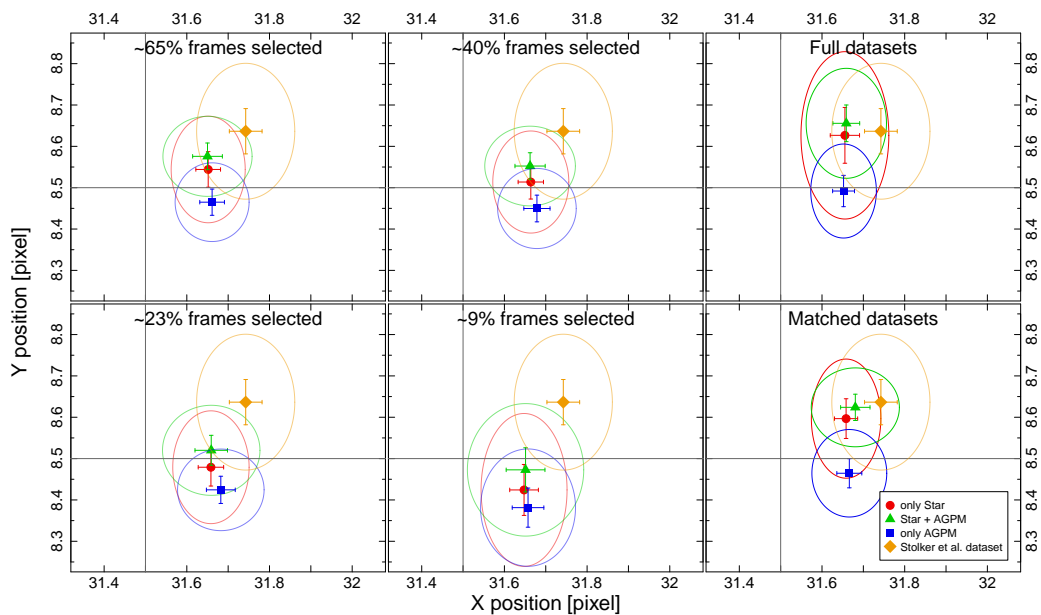 31.4 31.6 31.8 32 31.4 31.6 31.8 32 31.4 31.6 31.8 32
~65% frames selected ~40% frames selected Full datasets
8.8 8.8
8.7 8.7
8.6 8.6
8.5 8.5
8.4 8.4
8.3 8.3
Y position [pixel]
~23% frames selected ~9% frames selected Matched datasets
8.8 8.8
8.7 8.7
8.6 8.6
8.5 8.5
8.4 8.4
8.3 8.3
only Star
Star + AGPM
only AGPM
Stolker et al. dataset
31.4 31.6 31.8 32 31.4 31.6 31.8 32 31.4 31.6 31.8 32
X position [pixel]